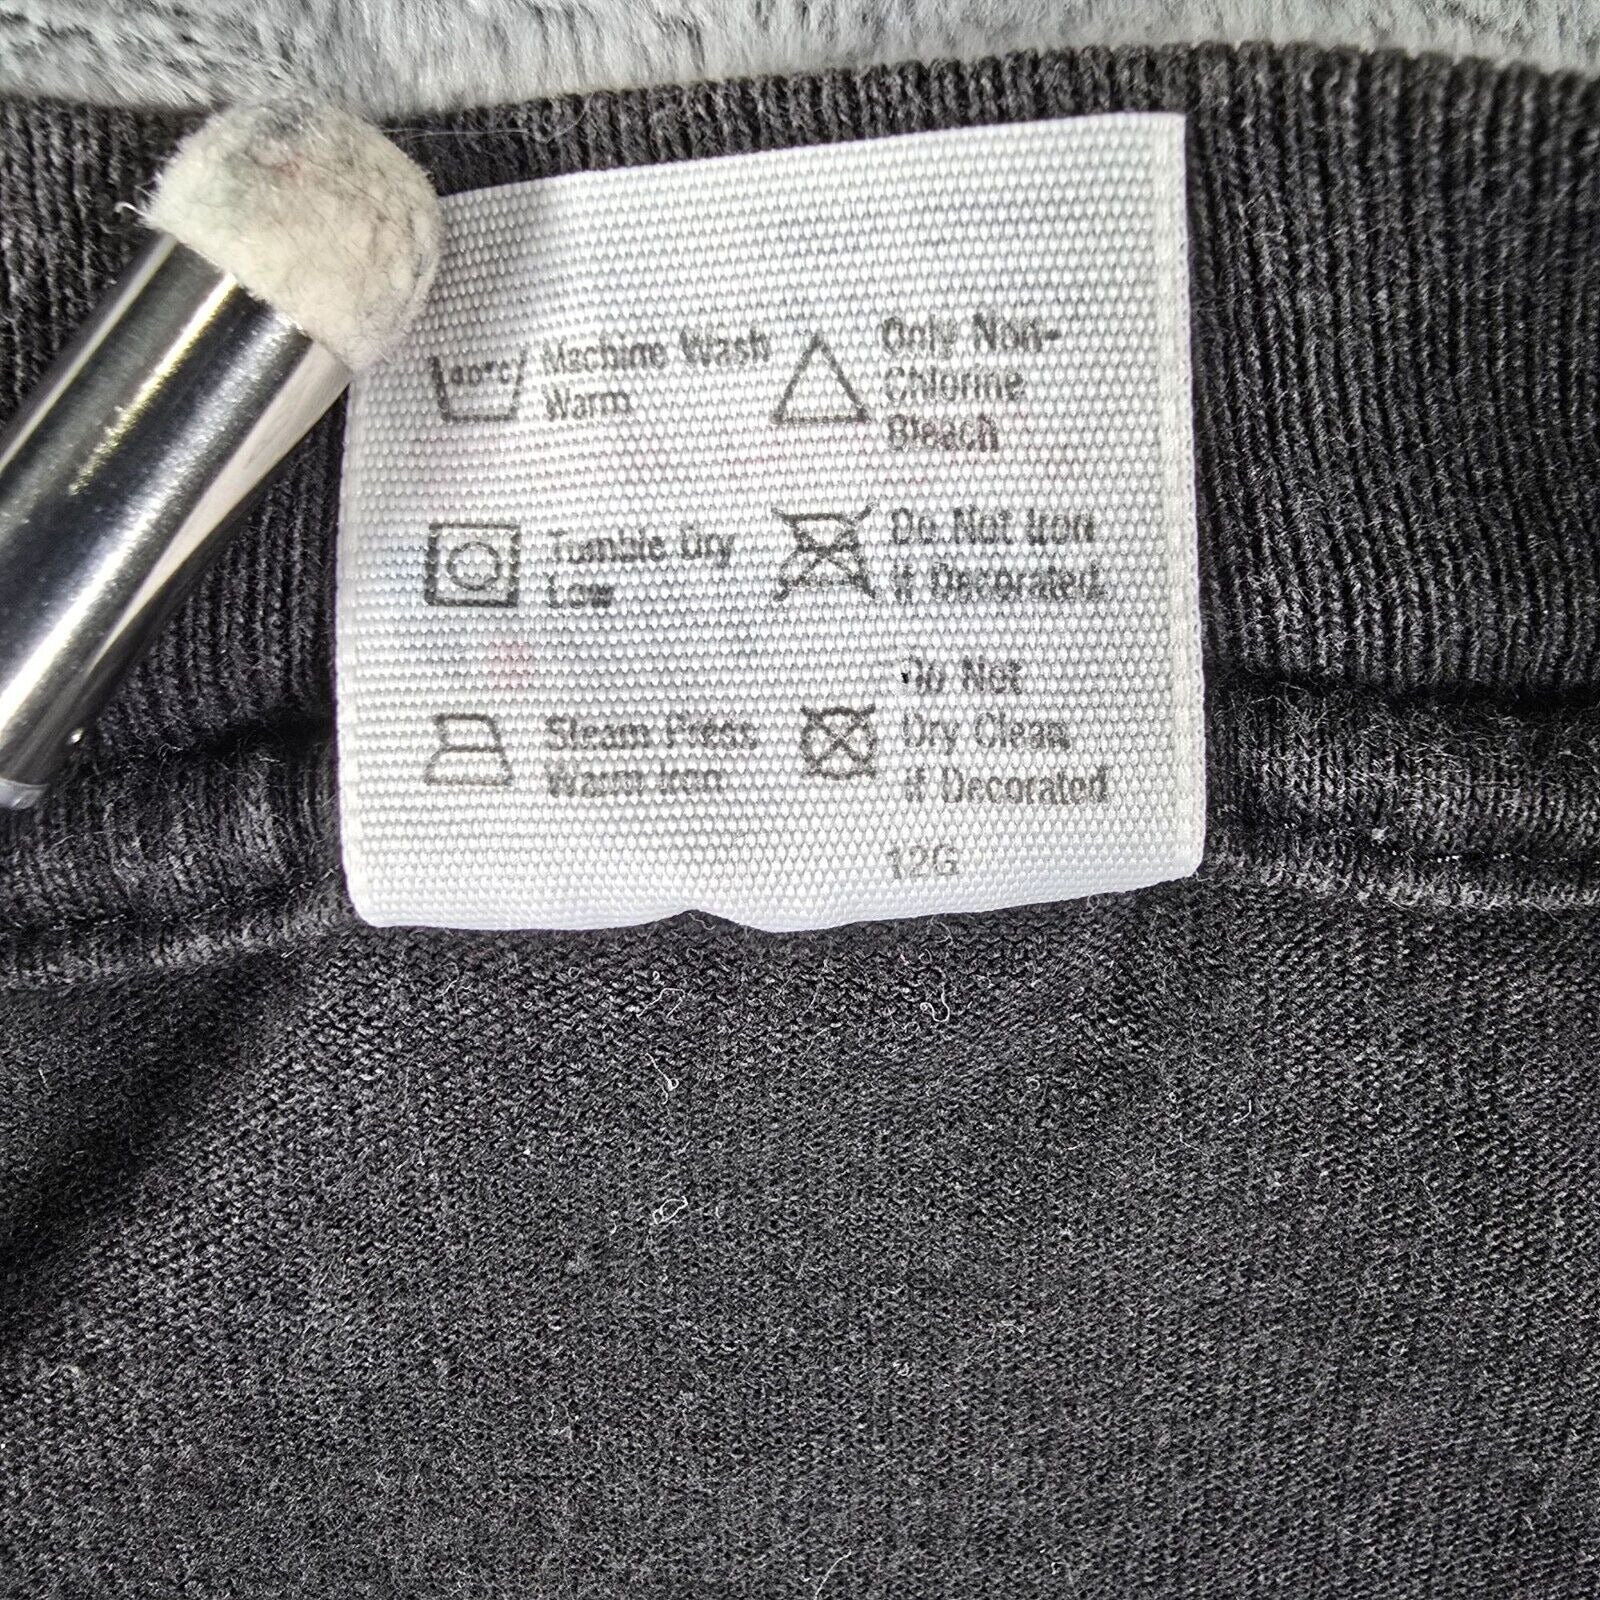 40°C
Machine Wash
Warm
Only Non-
Chlorine
Bleach
Tumble Dry
Low
Do Not Iron
if Decorated
Steam Press
Warm Iron
Do Not
Dry Clean
if Decorated
12G